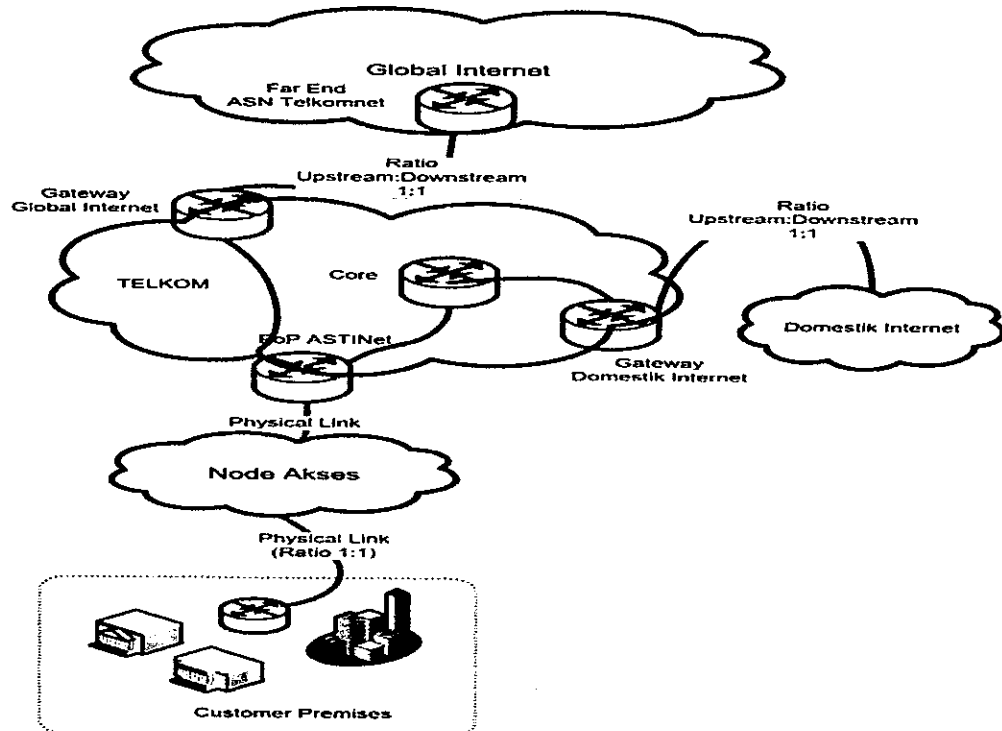 Global Internet
Far End
ASN Telkomnet
Ratio
Upstream:Downstream
1:1
Gateway
Global Internet
Ratio
Upstream:Downstream
1:1
Core
TELKOM
Domestik Internet
PoP ASTINet
Gateway
Domestik Internet
Physical Link
Node Akses
Physical Link
(Ratio 1:1)
Customer Premises